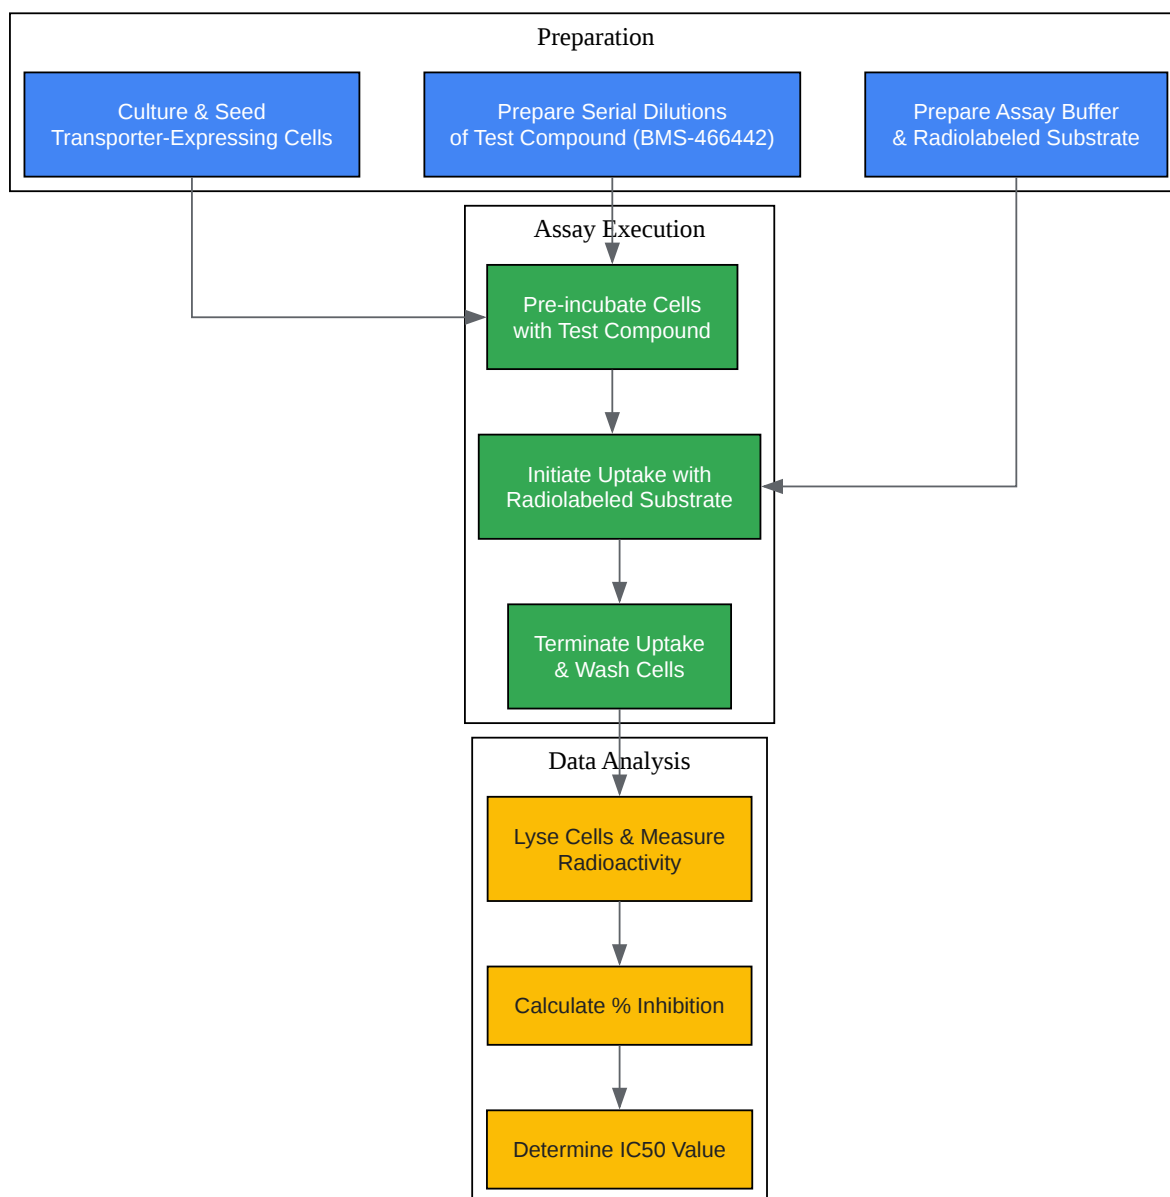 Preparation
Culture & Seed
Transporter-Expressing Cells
Prepare Serial Dilutions
of Test Compound (BMS-466442)
Prepare Assay Buffer
& Radiolabeled Substrate
Assay Execution
Pre-incubate Cells
with Test Compound
Initiate Uptake with
Radiolabeled Substrate
Terminate Uptake
& Wash Cells
Data Analysis
Lyse Cells & Measure
Radioactivity
Calculate % Inhibition
Determine IC50 Value